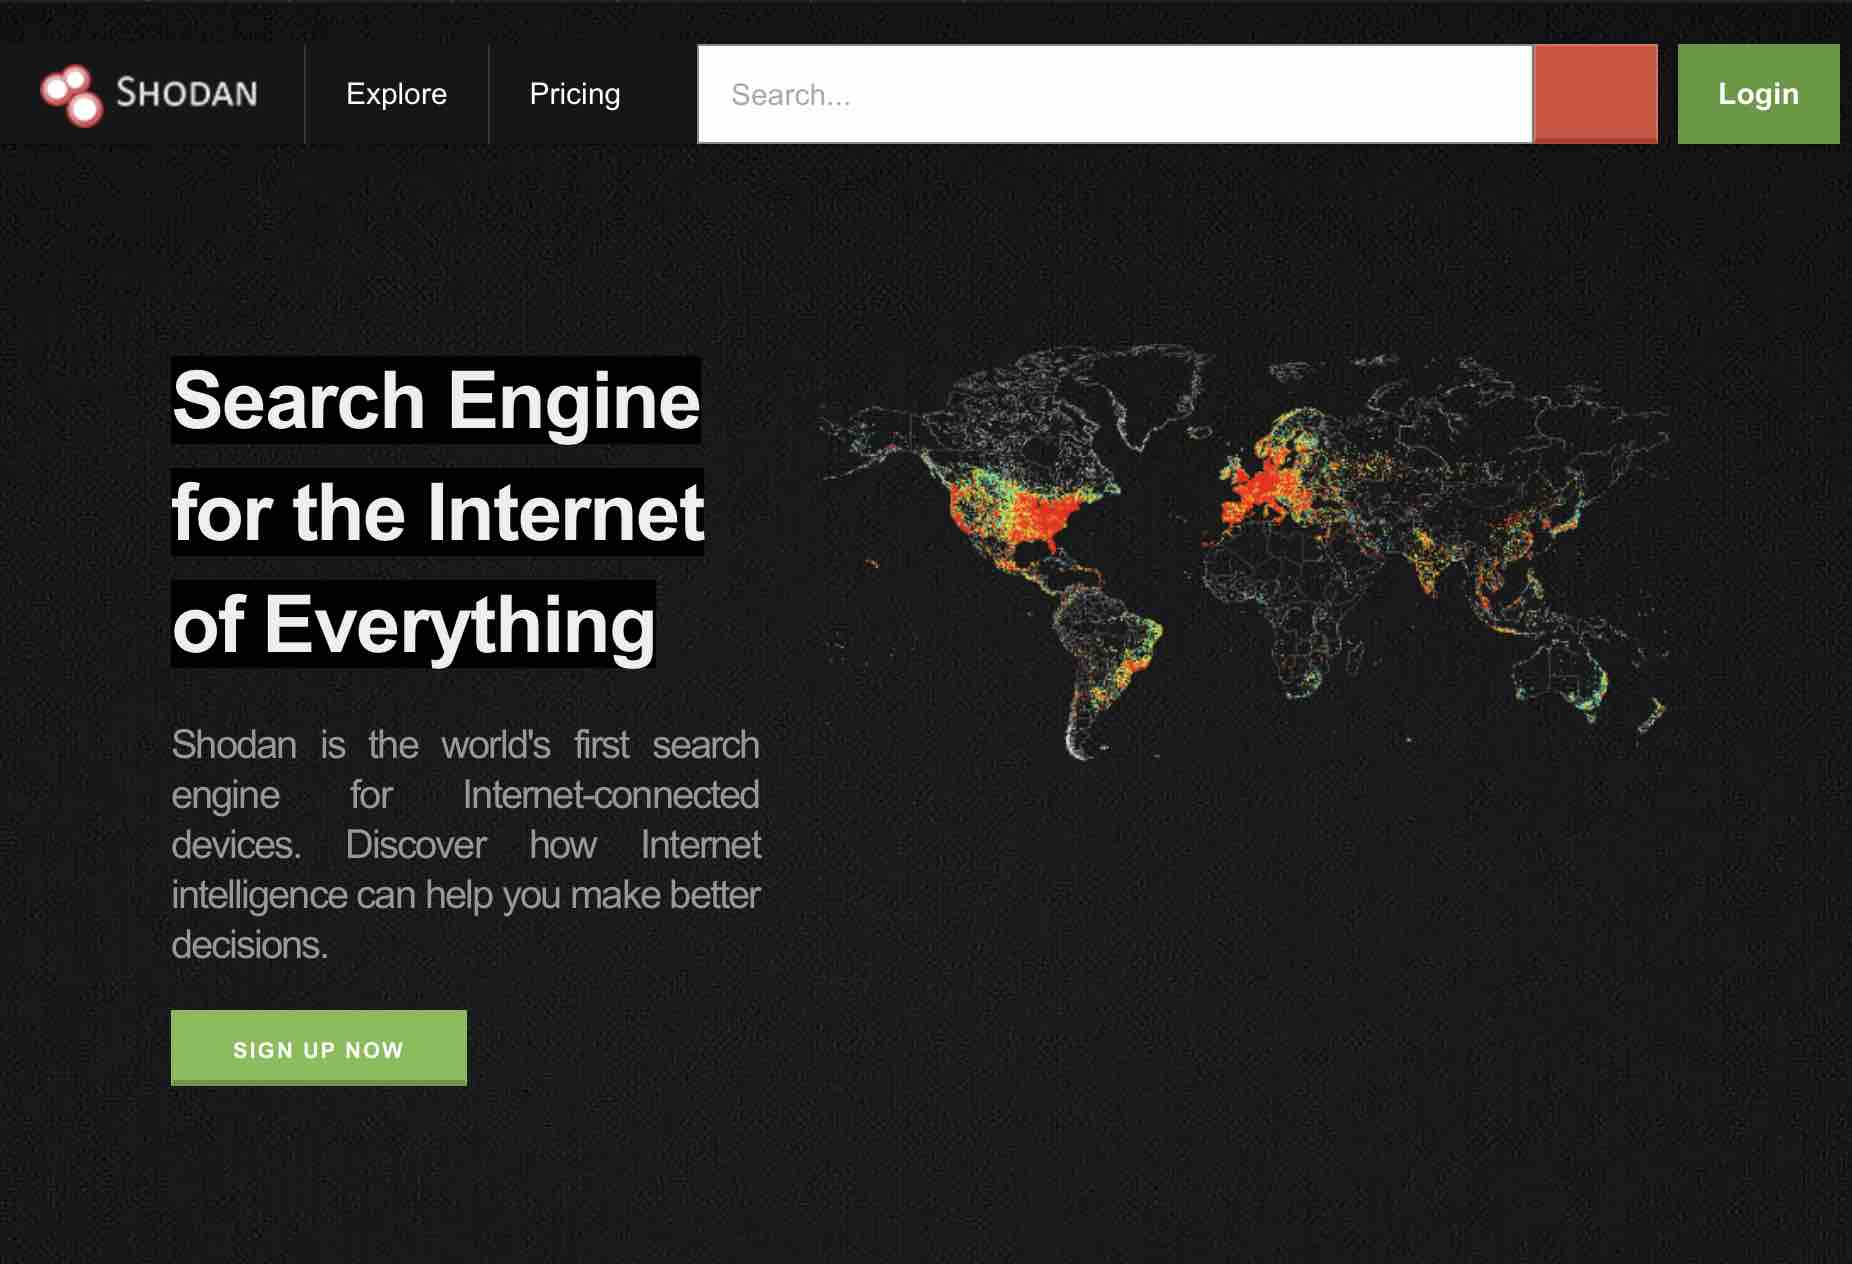 SHODAN
Explore
Pricing
Search...
Login
Search Engine
for the Internet
of Everything
Shodan is the world's first search
engine for Internet-connected
devices. Discover how Internet
intelligence can help you make better
decisions.
SIGN UP NOW